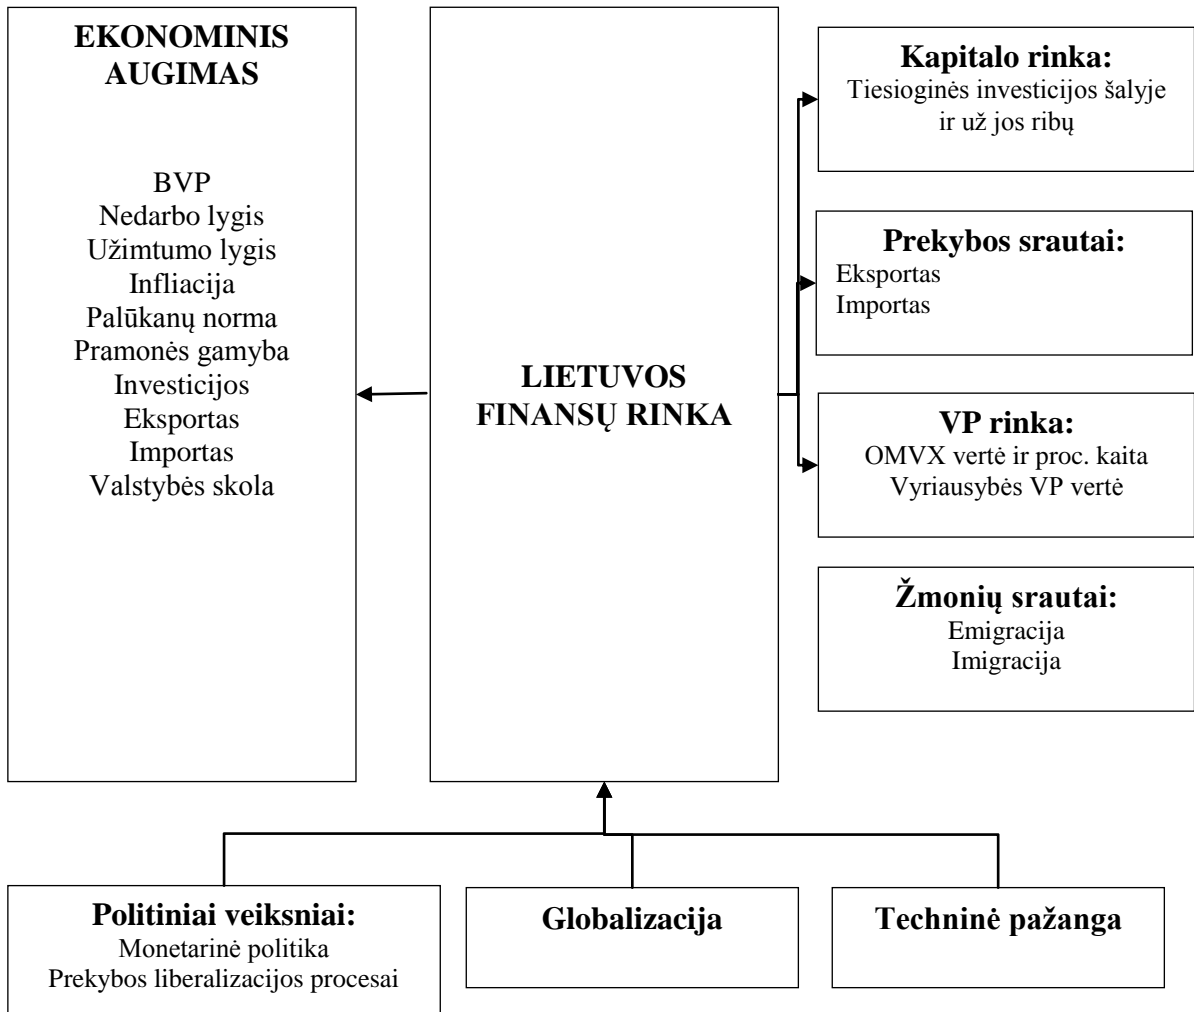 EKONOMINIS
AUGIMAS
BVP
Nedarbo lygis
Užimtumo lygis
Infliacija
Palūkanų norma
Pramonės gamyba
Investicijos
Eksportas
Importas
Valstybės skola
LIETUVOS
FINANSŲ RINKA
Kapitalo rinka:
Tiesioginės investicijos šalyje
ir už jos ribų
Prekybos srautai:
Eksportas
Importas
VP rinka:
OMVX vertė ir proc. kaita
Vyriausybės VP vertė
Žmonių srautai:
Emigracija
Imigracija
Politiniai veiksniai:
Monetarinė politika
Prekybos liberalizacijos procesai
Globalizacija
Techninė pažanga